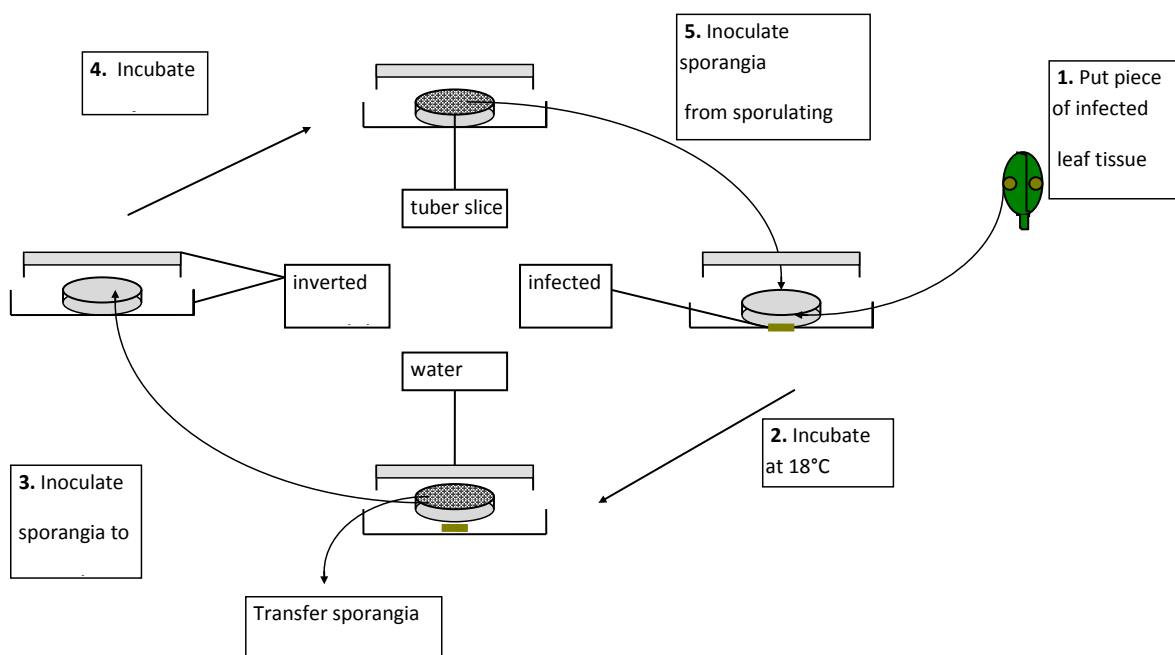 4. Incubate
5. Inoculate
sporangia
from sporulating
1. Put piece
of infected
leaf tissue
tuber slice
inverted
infected
water
2. Incubate
at 18°C
3. Inoculate
sporangia to
Transfer sporangia